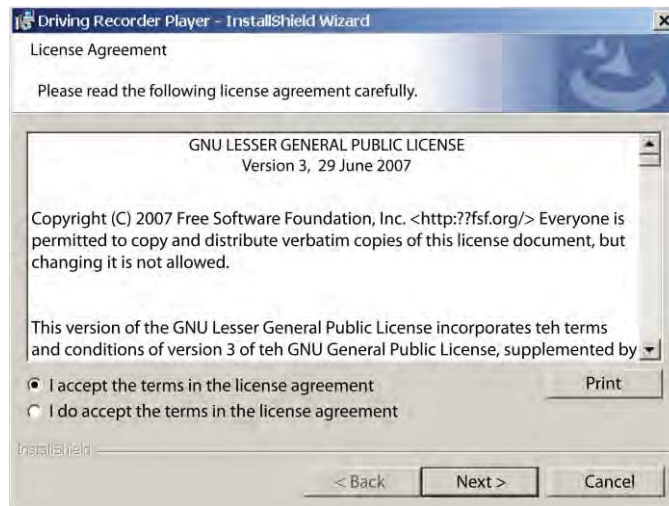 Driving Recorder Player - InstallShield Wizard
License Agreement
Please read the following license agreement carefully.
GNU LESSER GENERAL PUBLIC LICENSE
Version 3, 29 June 2007
Copyright (C) 2007 Free Software Foundation, Inc. <http:??fsf.org/> Everyone is
permitted to copy and distribute verbatim copies of this license document, but
changing it is not allowed.
This version of the GNU Lesser General Public License incorporates teh terms
and conditions of version 3 of teh GNU General Public License, supplemented by
I accept the terms in the license agreement
Print
I do accept the terms in the license agreement
InstallShield
< Back
Next >
Cancel